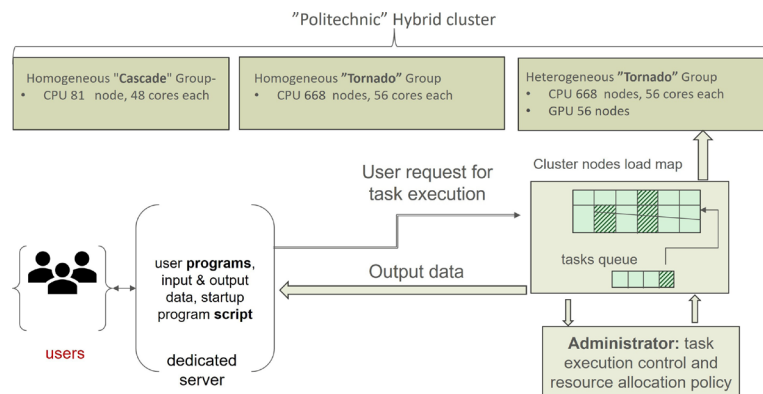 ”Politechnic” Hybrid cluster
Homogeneous "Cascade" Group-
• CPU 81 node, 48 cores each
Homogeneous ”Tornado” Group
• CPU 668 nodes, 56 cores each
Heterogeneous ”Tornado” Group
• CPU 668 nodes, 56 cores each
• GPU 56 nodes
User request for
task execution
Cluster nodes load map
tasks queue
user programs,
input & output
data, startup
program script
Output data
users
dedicated
server
Administrator: task
execution control and
resource allocation policy